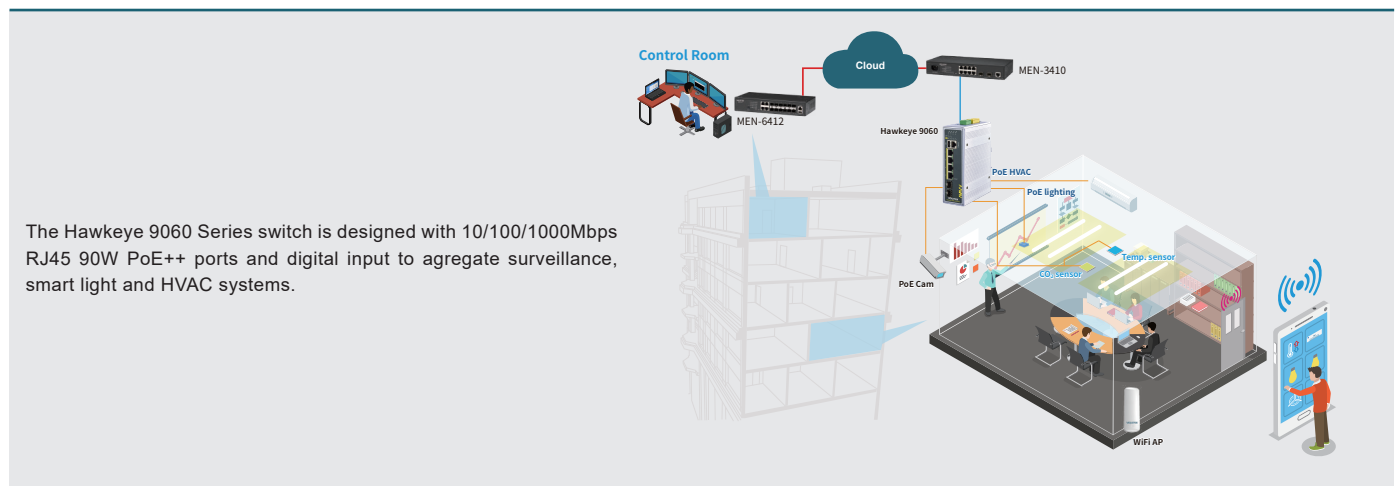 Control Room
Cloud
MEN-3410
MEN-6412
Hawkeye 9060
PoE HVAC
PoE lighting
The Hawkeye 9060 Series switch is designed with 10/100/1000Mbps
RJ45 90W PoE++ ports and digital input to agregate surveillance,
smart light and HVAC systems.
Temp. sensor
CO₂ sensor
PoE Cam
WiFi AP